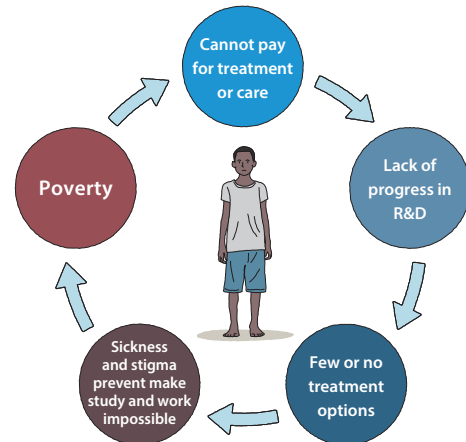 Cannot pay
for treatment
or care
Lack of
progress in
R&D
Few or no
treatment
options
Sickness
and stigma
prevent make
study and work
impossible
Poverty